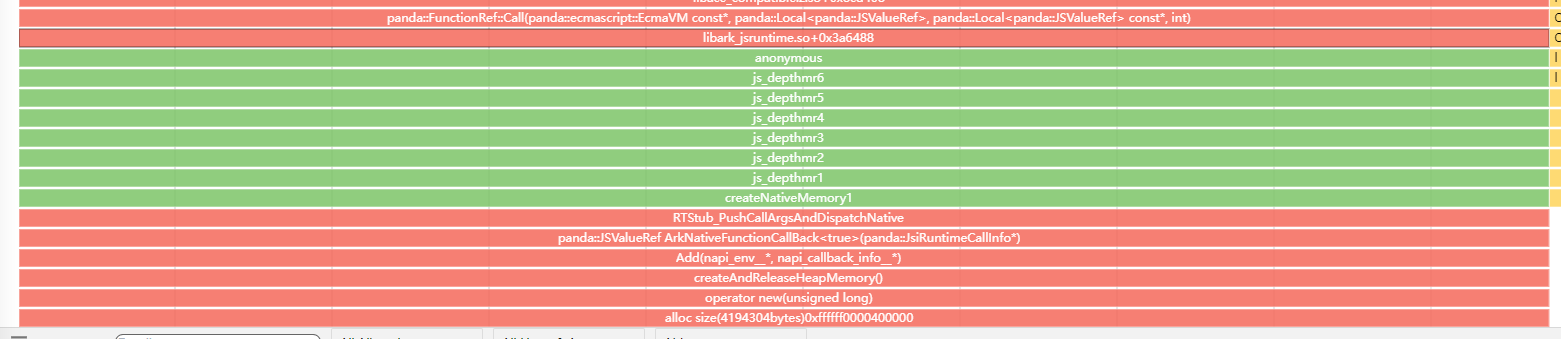 panda::FunctionRef::Call(panda::ecmascript::EcmaVM const*, panda::Local<panda::JSValueRef>, panda::Local<panda::JSValueRef> const*, int)
libark_jsruntime.so+0x3a6488
anonymous
js_depthmr6
js_depthmr5
js_depthmr4
js_depthmr3
js_depthmr2
js_depthmr1
createNativeMemory1
RTStub_PushCallArgsAndDispatchNative
panda::JSValueRef ArkNativeFunctionCallBack<true>(panda::JsiRuntimeCallInfo*)
Add(napi_env__*, napi_callback_info__*)
createAndReleaseHeapMemory()
operator new(unsigned long)
alloc size(4194304bytes)0xffffff0000400000